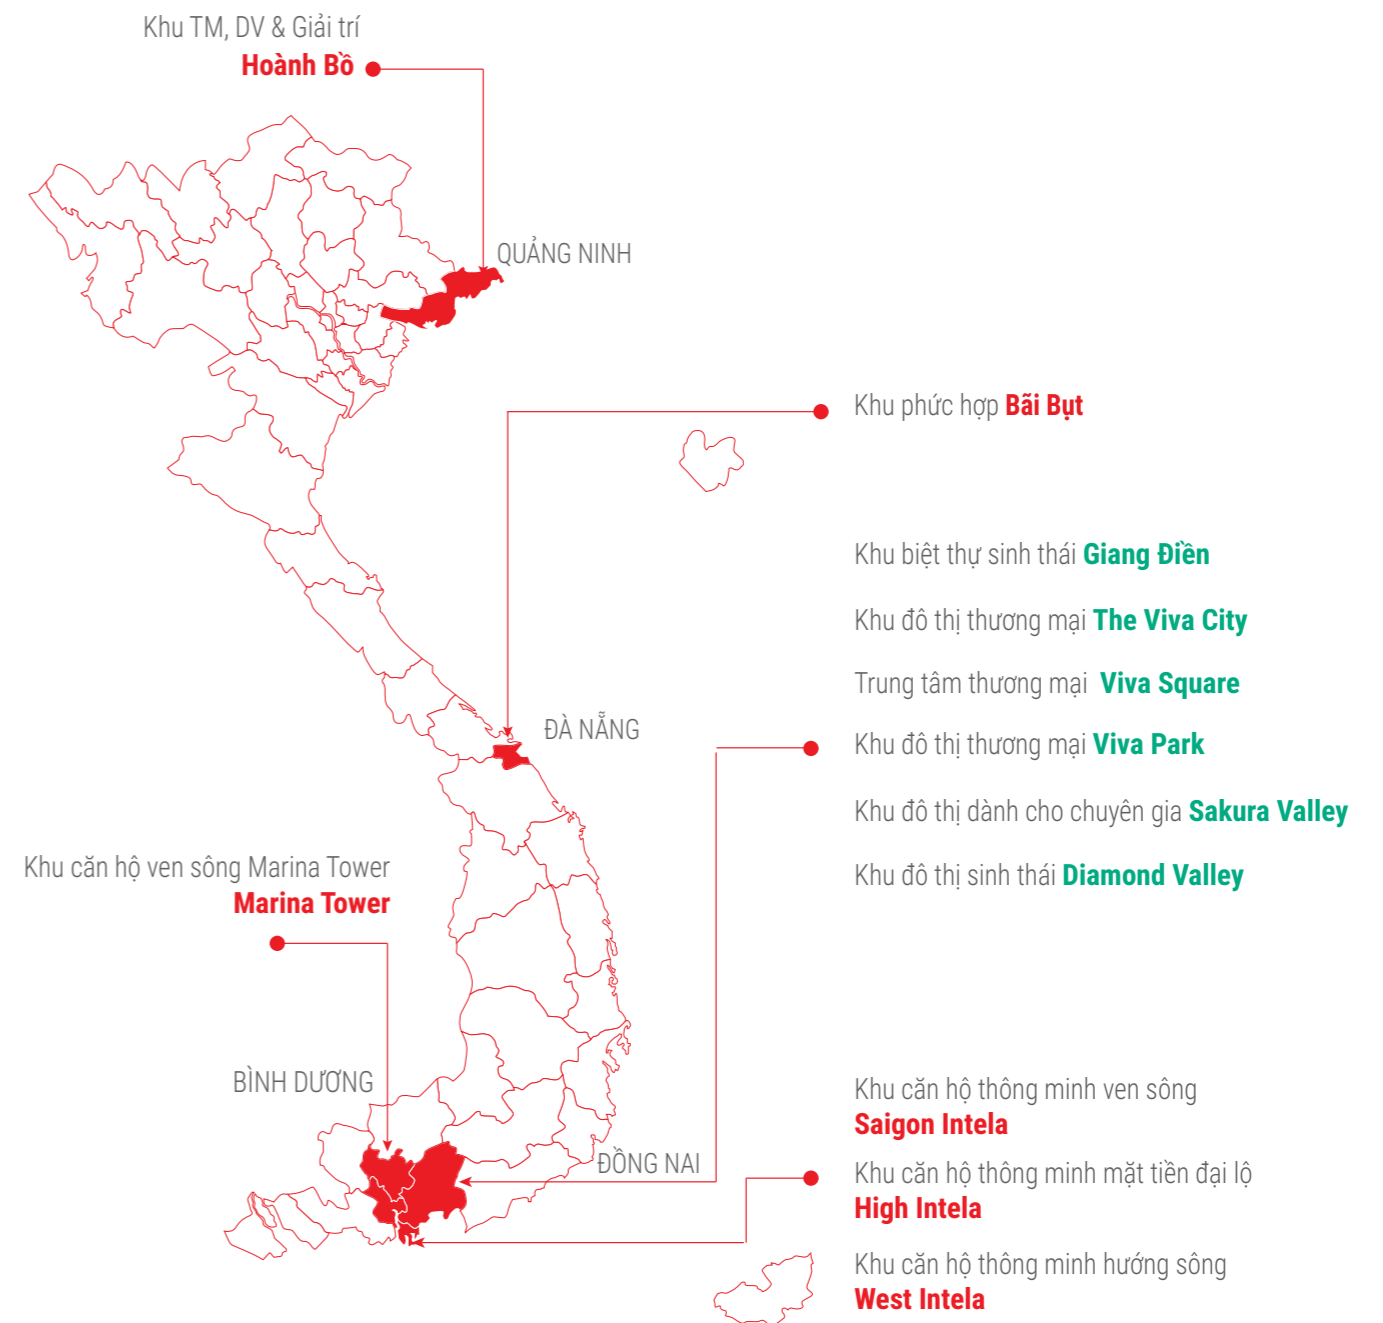 Khu TM, DV & Giải trí
Hoành Bồ
QUẢNG NINH
Khu phức hợp Bãi Bụt
Khu biệt thự sinh thái Giang Điền
Khu đô thị thương mại The Viva City
Trung tâm thương mại Viva Square
ĐÀ NẴNG
Khu đô thị thương mại Viva Park
Khu đô thị dành cho chuyên gia Sakura Valley
Khu đô thị sinh thái Diamond Valley
Khu căn hộ ven sông Marina Tower
Marina Tower
BÌNH DƯƠNG
ĐỒNG NAI
Khu căn hộ thông minh ven sông
Saigon Intela
Khu căn hộ thông minh mặt tiền đại lộ
High Intela
Khu căn hộ thông minh hướng sông
West Intela